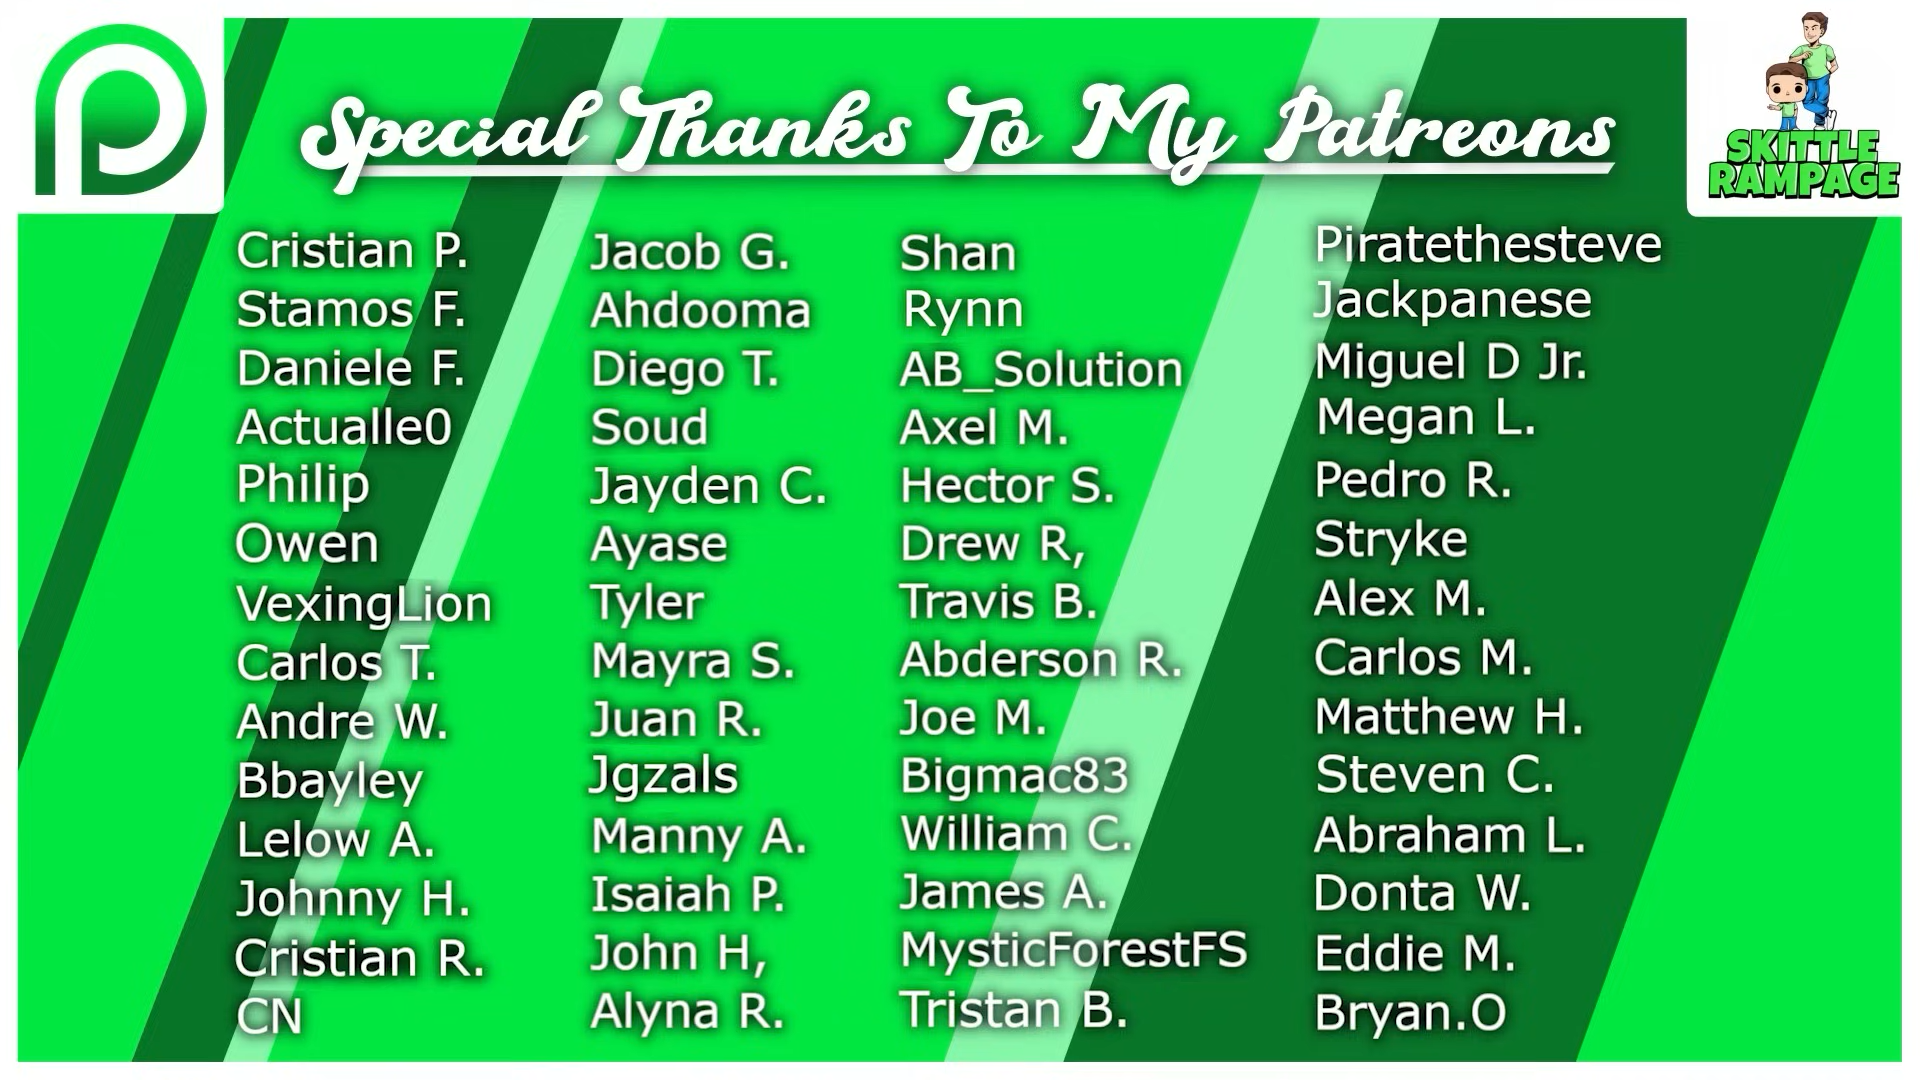 Special Thanks To My Patreons
SKITTLE
RAMPAGE
Cristian P.
Stamos F.
Daniele F.
Actualle0
Philip
Owen
VexingLion
Carlos T.
Andre W.
Bbayley
Lelow A.
Johnny H.
Cristian R.
CN
Jacob G.
Ahdooma
Diego T.
Soud
Jayden C.
Ayase
Tyler
Mayra S.
Juan R.
Jgzals
Manny A.
Isaiah P.
John H,
Alyna R.
Shan
Rynn
AB_Solution
Axel M.
Hector S.
Drew R,
Travis B.
Abderson R.
Joe M.
Bigmac83
William C.
James A.
MysticForestFS
Tristan B.
Piratethesteve
Jackpanese
Miguel D Jr.
Megan L.
Pedro R.
Stryke
Alex M.
Carlos M.
Matthew H.
Steven C.
Abraham L.
Donta W.
Eddie M.
Bryan.O